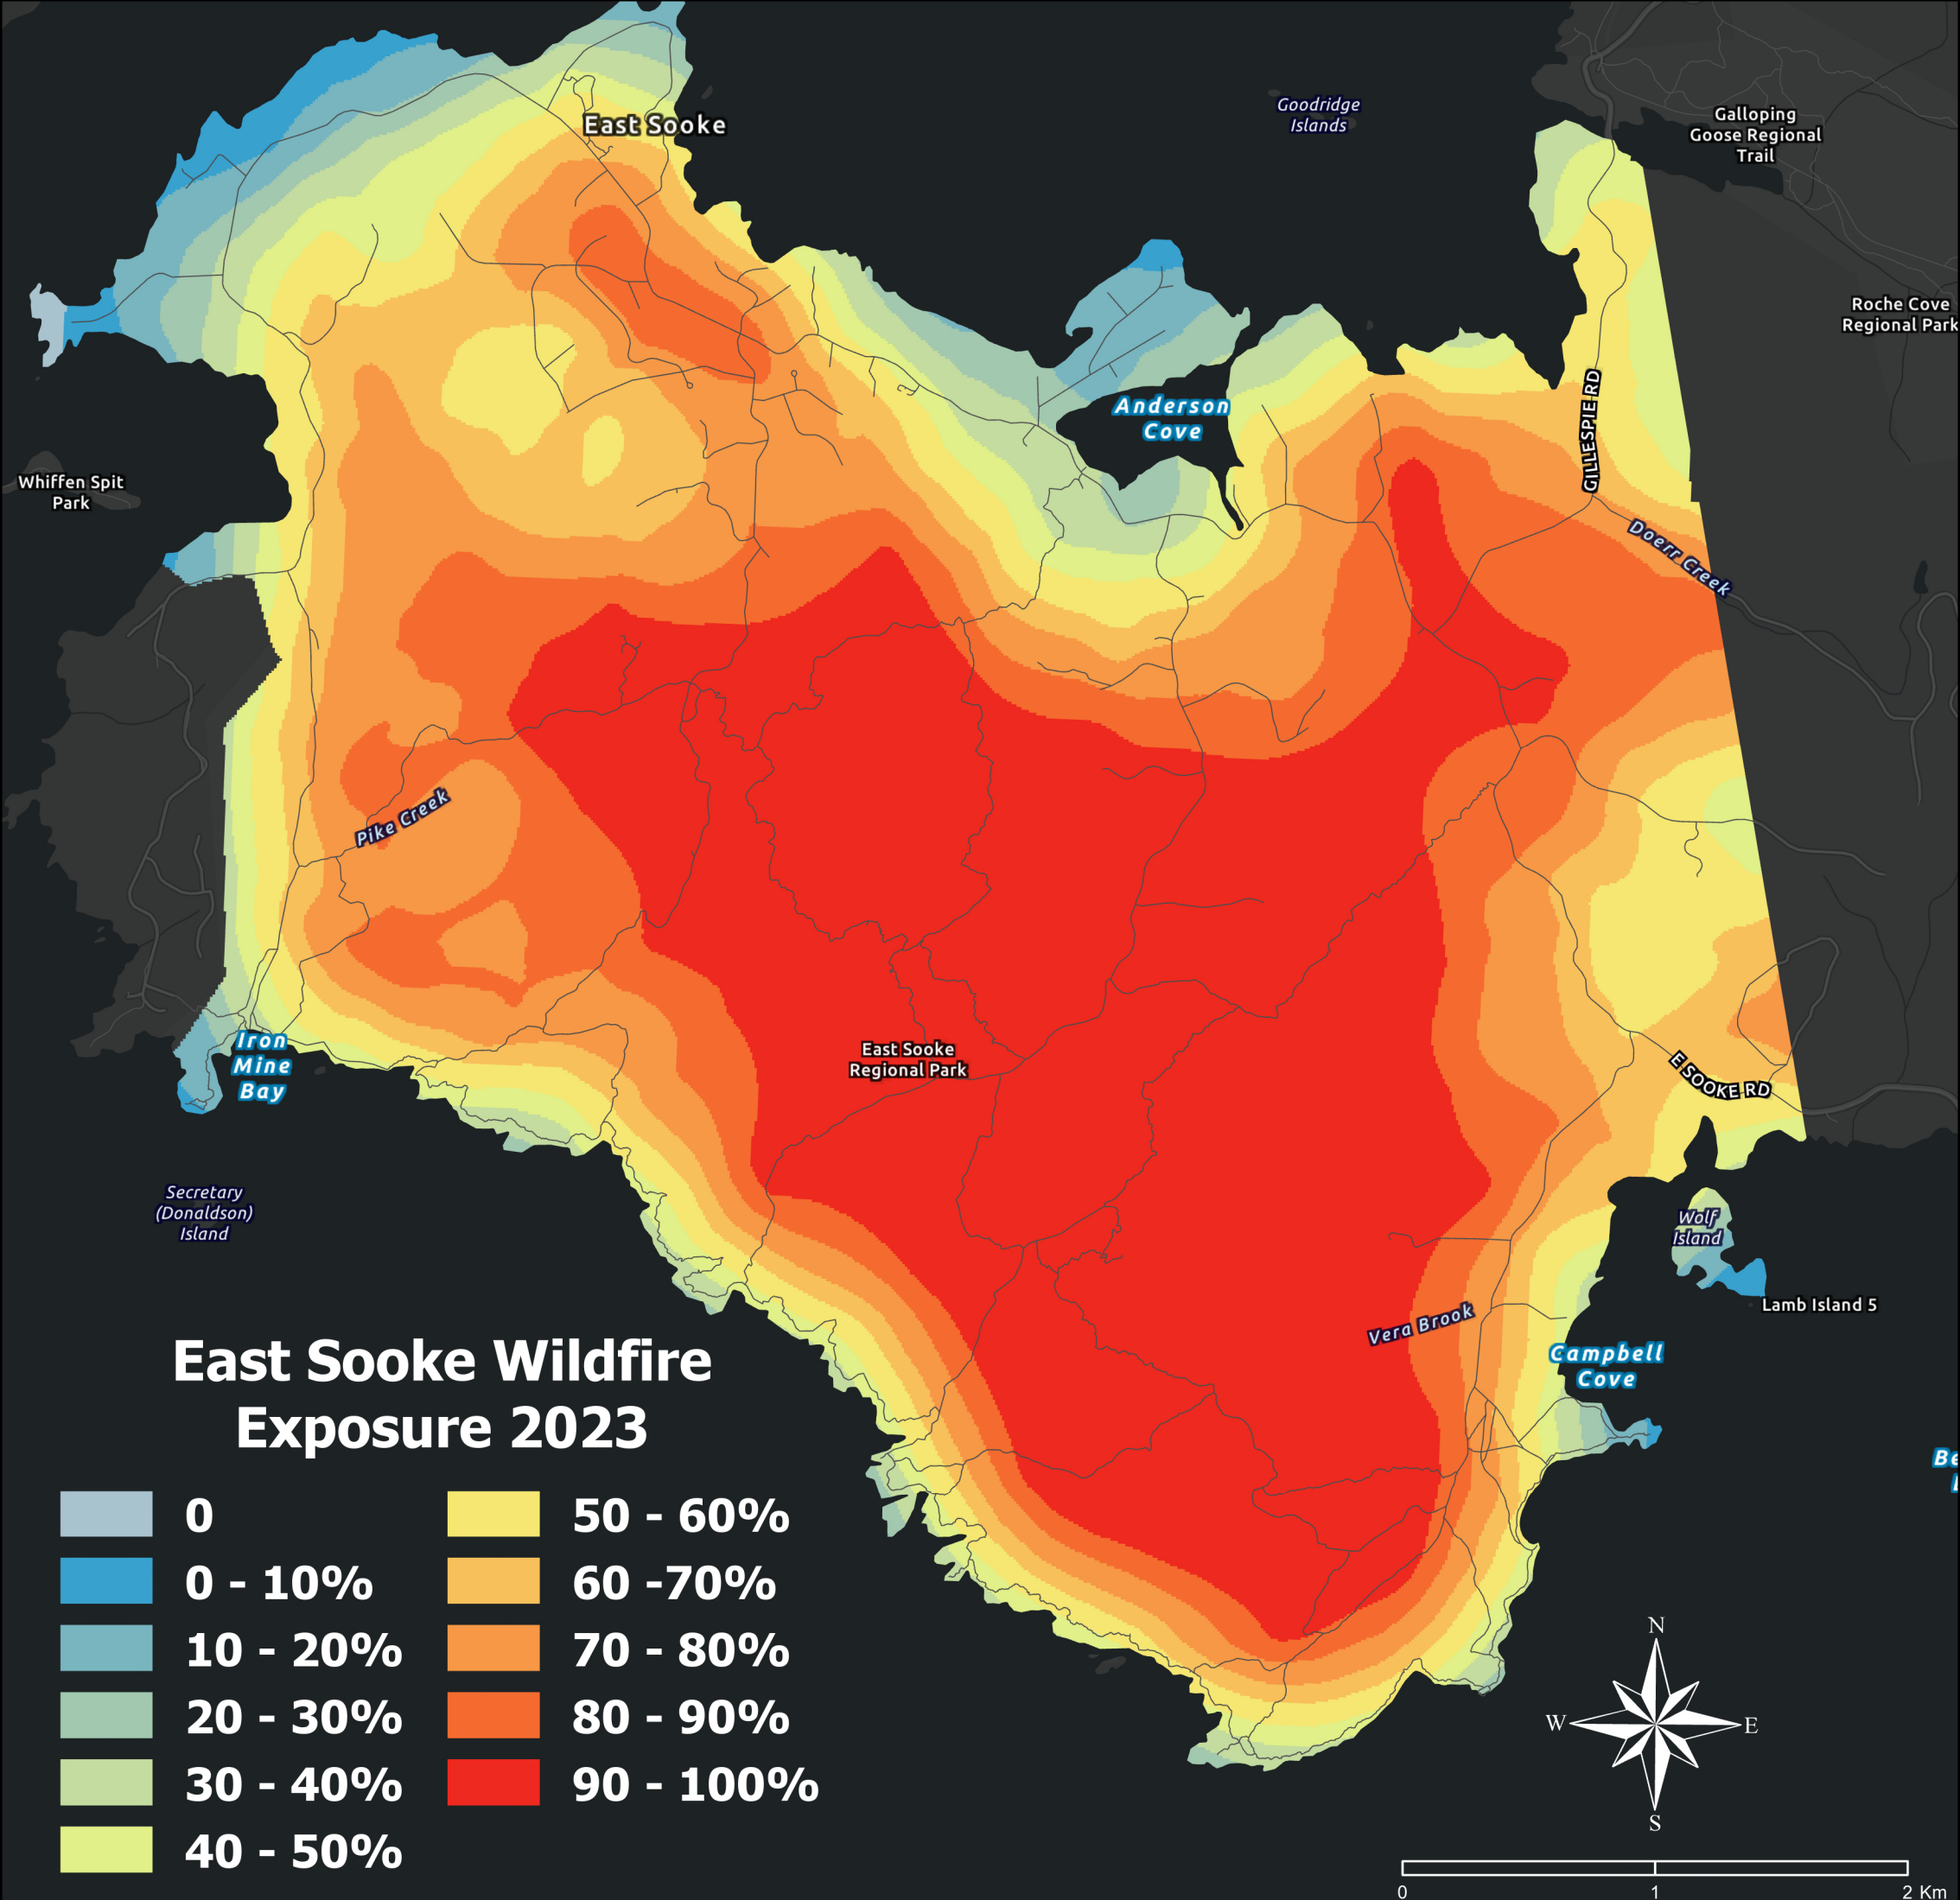 Goodridge
Islands
Galloping
Goose Regional
Trail
East Sooke
Roche Cove
Regional Park
Anderson
Cove
GILLESPIE RD
Whiffen Spit
Park
Doerr Creek
Pike Creek
Iron
Mine
Bay
East Sooke
Regional Park
E SOOKE RD
Secretary
(Donaldson)
Island
Wolf
Island
Lamb Island 5
Vera Brook
Campbell
Cove
Be
East Sooke Wildfire
Exposure 2023
0
0 - 10%
10 - 20%
20 - 30%
30 - 40%
40 - 50%
50 - 60%
60 -70%
70 - 80%
80 - 90%
90 - 100%
N
W
E
S
0
1
2 Km